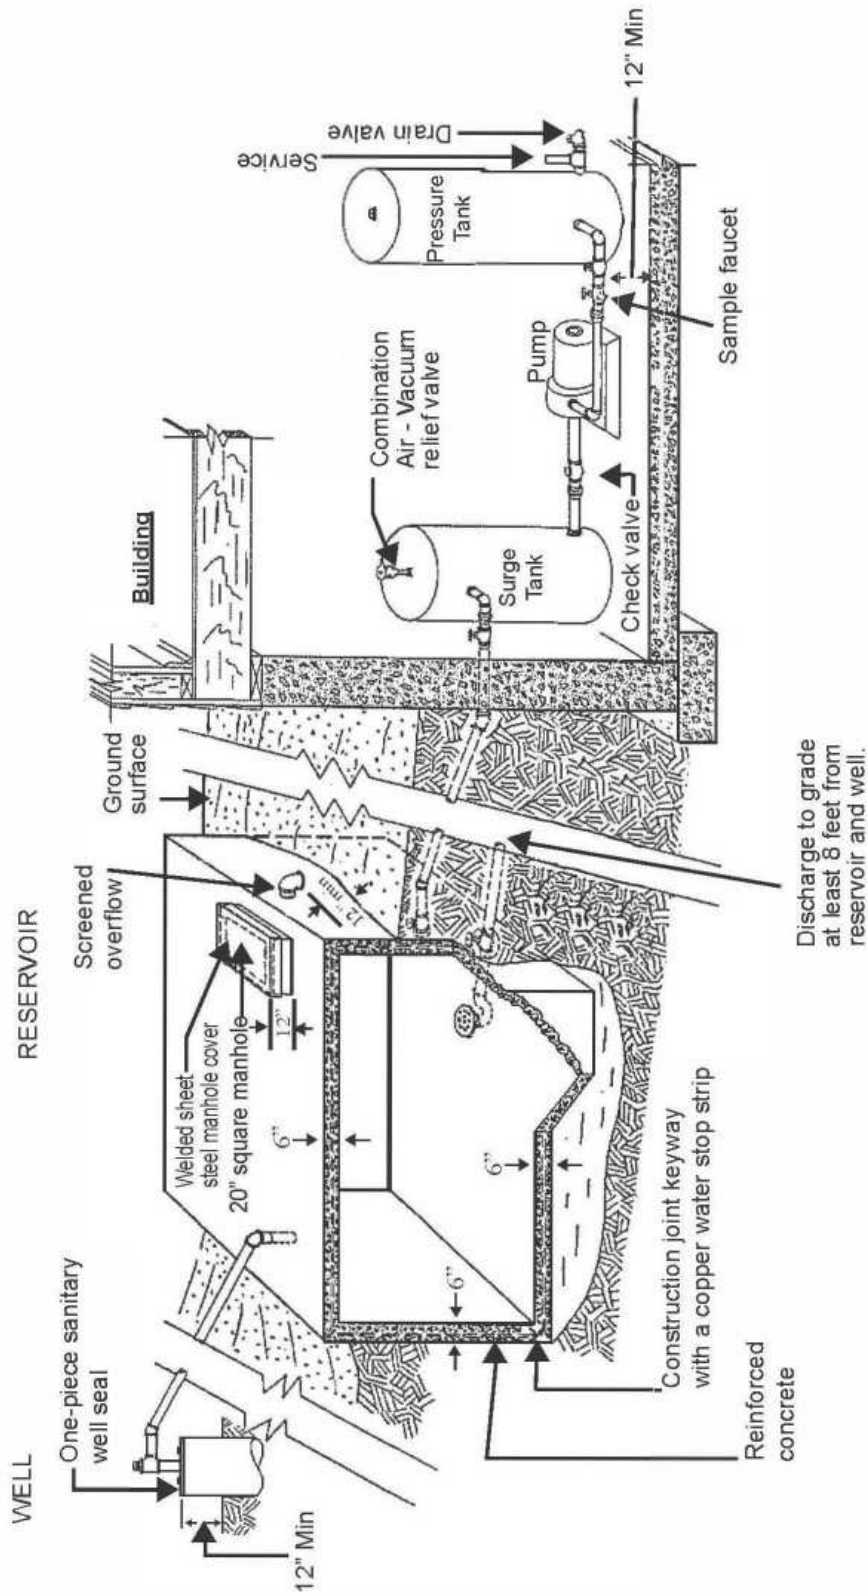 WELL
One-piece sanitary
well seal
12" Min
RESERVOIR
Welded sheet
steel manhole cover
20" square manhole
12"
Screened
overflow
12" min
Ground
surface
6"
6"
6"
Reinforced
concrete
Construction joint keyway
with a copper water stop strip
Discharge to grade
at least 8 feet from
reservoir and well.
Building
Combination
Air - Vacuum
relief valve
Surge
Tank
Check valve
Pump
Pressure
Tank
Service
Drain valve
Sample faucet
12" Min